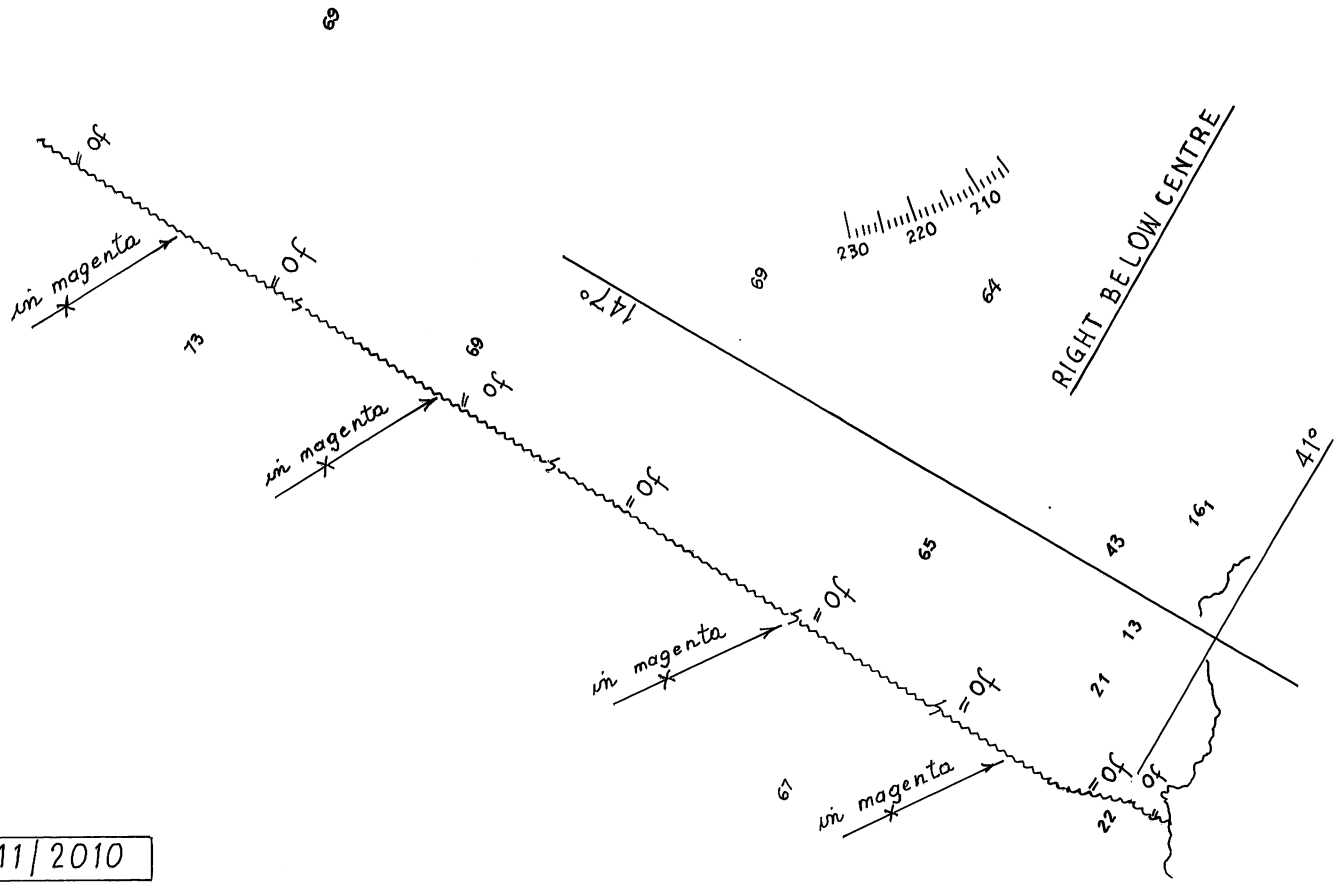 69
of
in magenta
of
73
in magenta
69
of
of
in magenta
of
of
in magenta
67
of
of
22
147°
69
230
220
210
64
RIGHT BELOW CENTRE
41°
16₁
43
65
13
21
11/2010